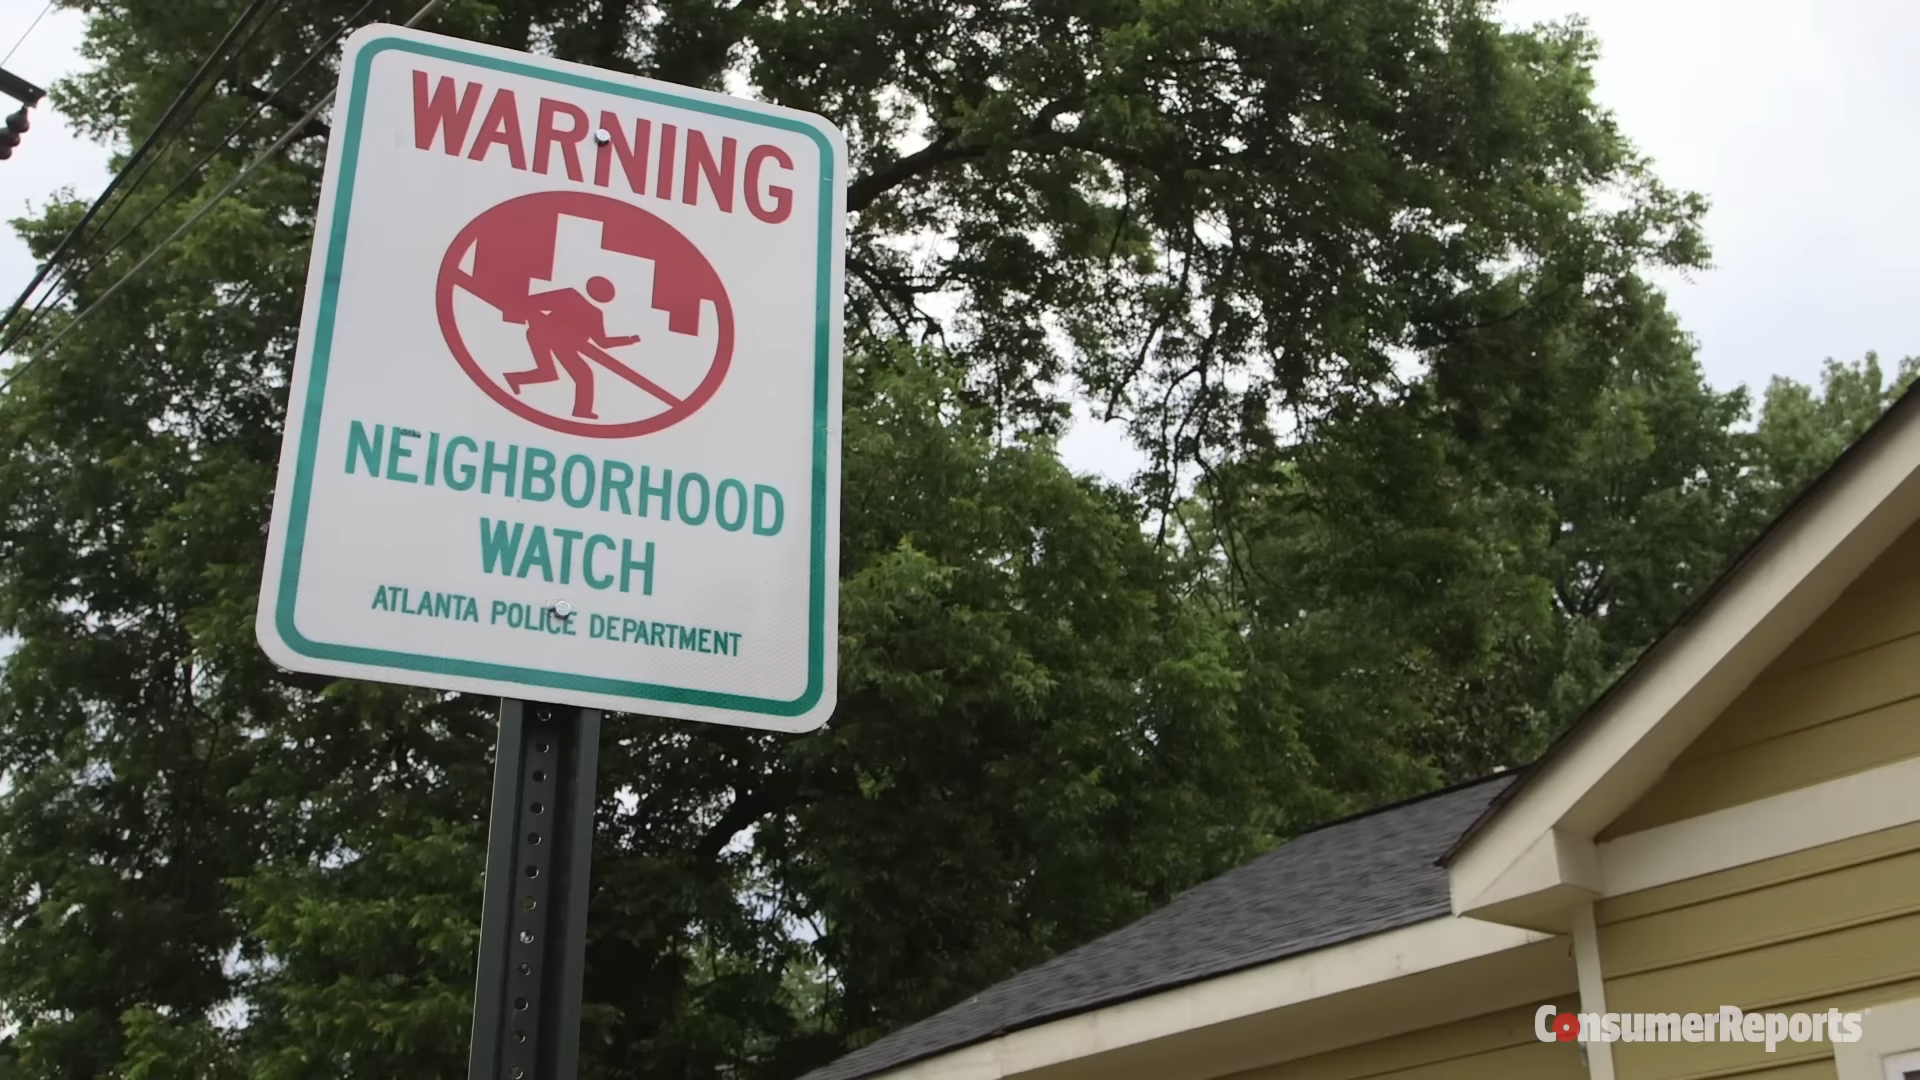 WARNING
NEIGHBORHOOD
WATCH
ATLANTA POLICE DEPARTMENT
ConsumerReports®